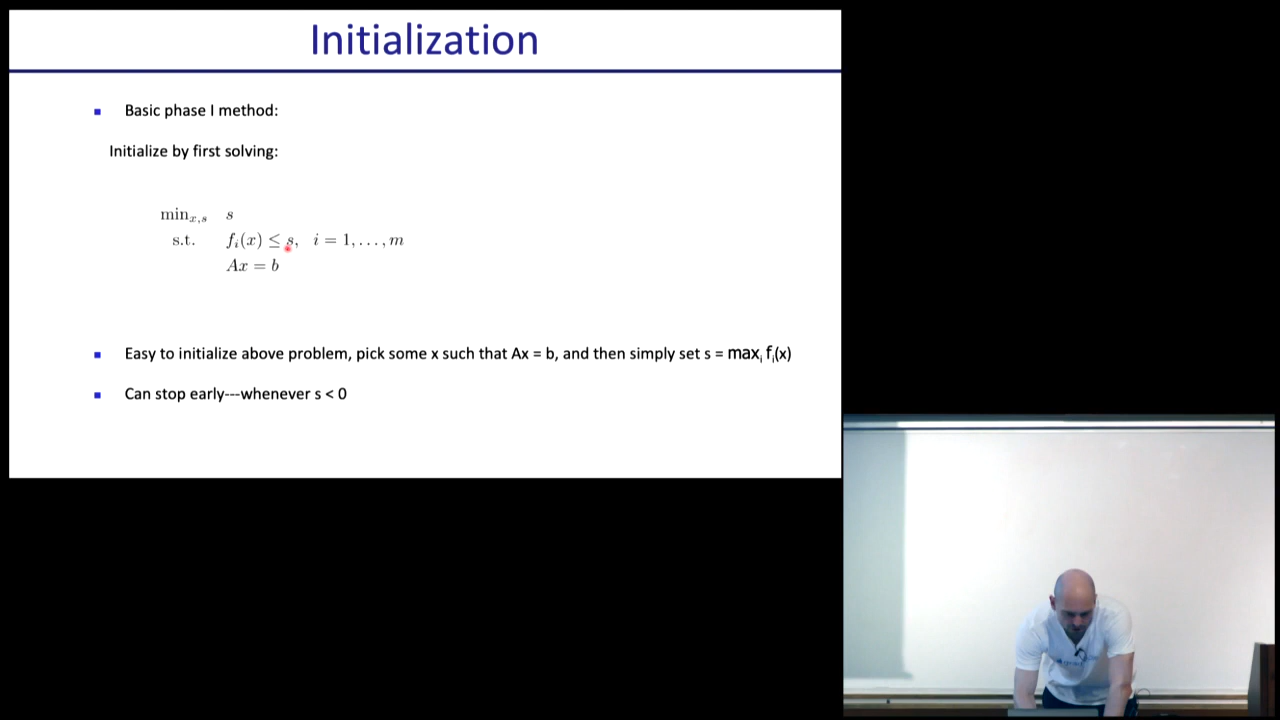 Initialization
Basic phase I method:
Initialize by first solving:
min_{x,s} s
s.t. f_i(x) ≤ s, i = 1, . . . , m
Ax = b
Easy to initialize above problem, pick some x such that Ax = b, and then simply set s = max_i f_i(x)
Can stop early---whenever s < 0